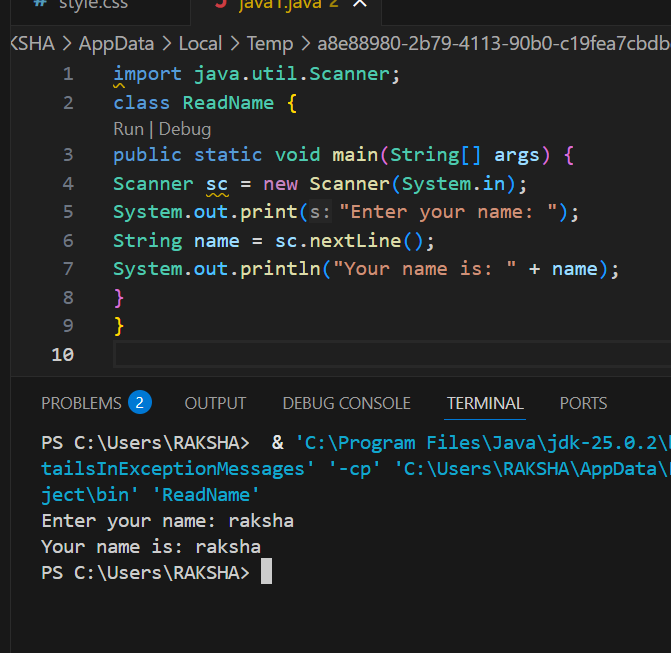 # style.css java1.java 2 ×
KSHA > AppData > Local > Temp > a8e88980-2b79-4113-90b0-c19fea7cbdb
1 import java.util.Scanner;
2 class ReadName {
Run | Debug
3 public static void main(String[] args) {
4 Scanner sc = new Scanner(System.in);
5 System.out.print(s: "Enter your name: ");
6 String name = sc.nextLine();
7 System.out.println("Your name is: " + name);
8 }
9 }
10
PROBLEMS 2 OUTPUT DEBUG CONSOLE TERMINAL PORTS
PS C:\Users\RAKSHA> & 'C:\Program Files\Java\jdk-25.0.2\
tailsInExceptionMessages' '-cp' 'C:\Users\RAKSHA\AppData\
ject\bin' 'ReadName'
Enter your name: raksha
Your name is: raksha
PS C:\Users\RAKSHA>